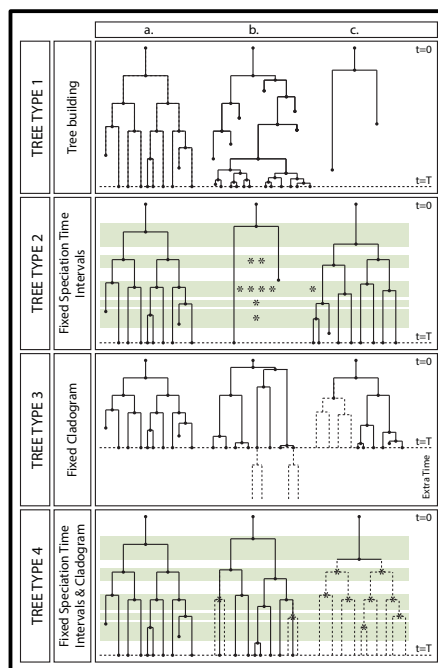 a. b. c.
TREE TYPE 1
Tree building
t=0
t=T
TREE TYPE 2
Fixed Speciation Time
Intervals
t=0
t=T
TREE TYPE 3
Fixed Cladogram
t=0
t=T
Extra Time
TREE TYPE 4
Fixed Speciation Time
Intervals & Cladogram
t=0
t=T